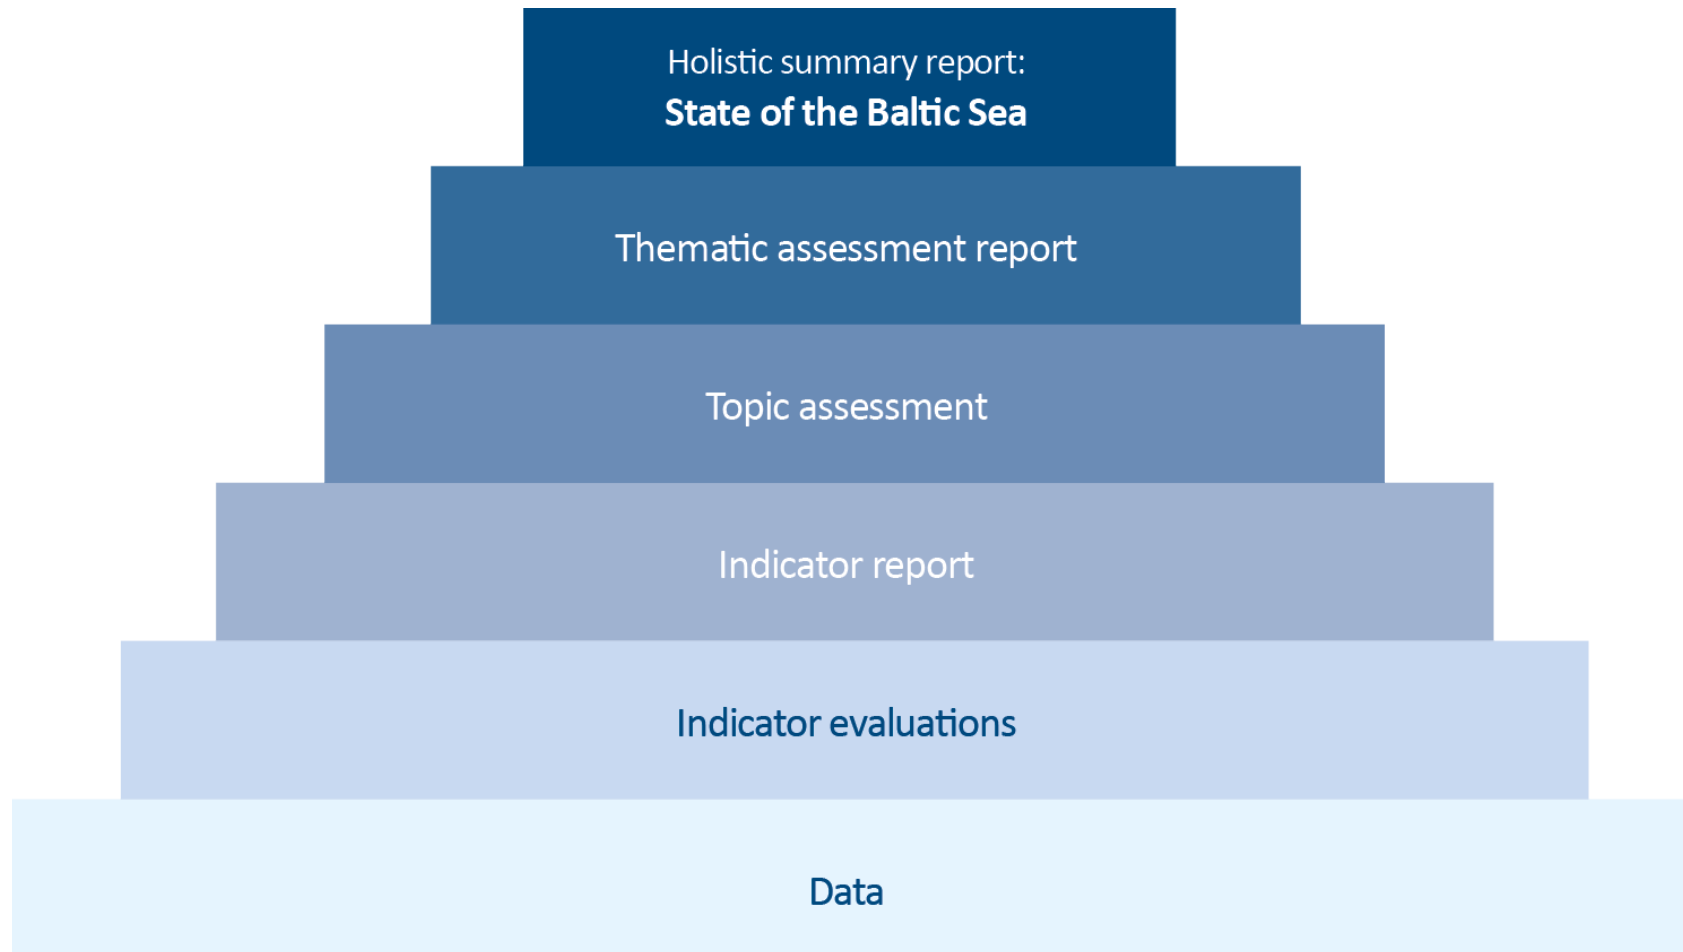 Holistic summary report:
State of the Baltic Sea
Thematic assessment report
Topic assessment
Indicator report
Indicator evaluations
Data